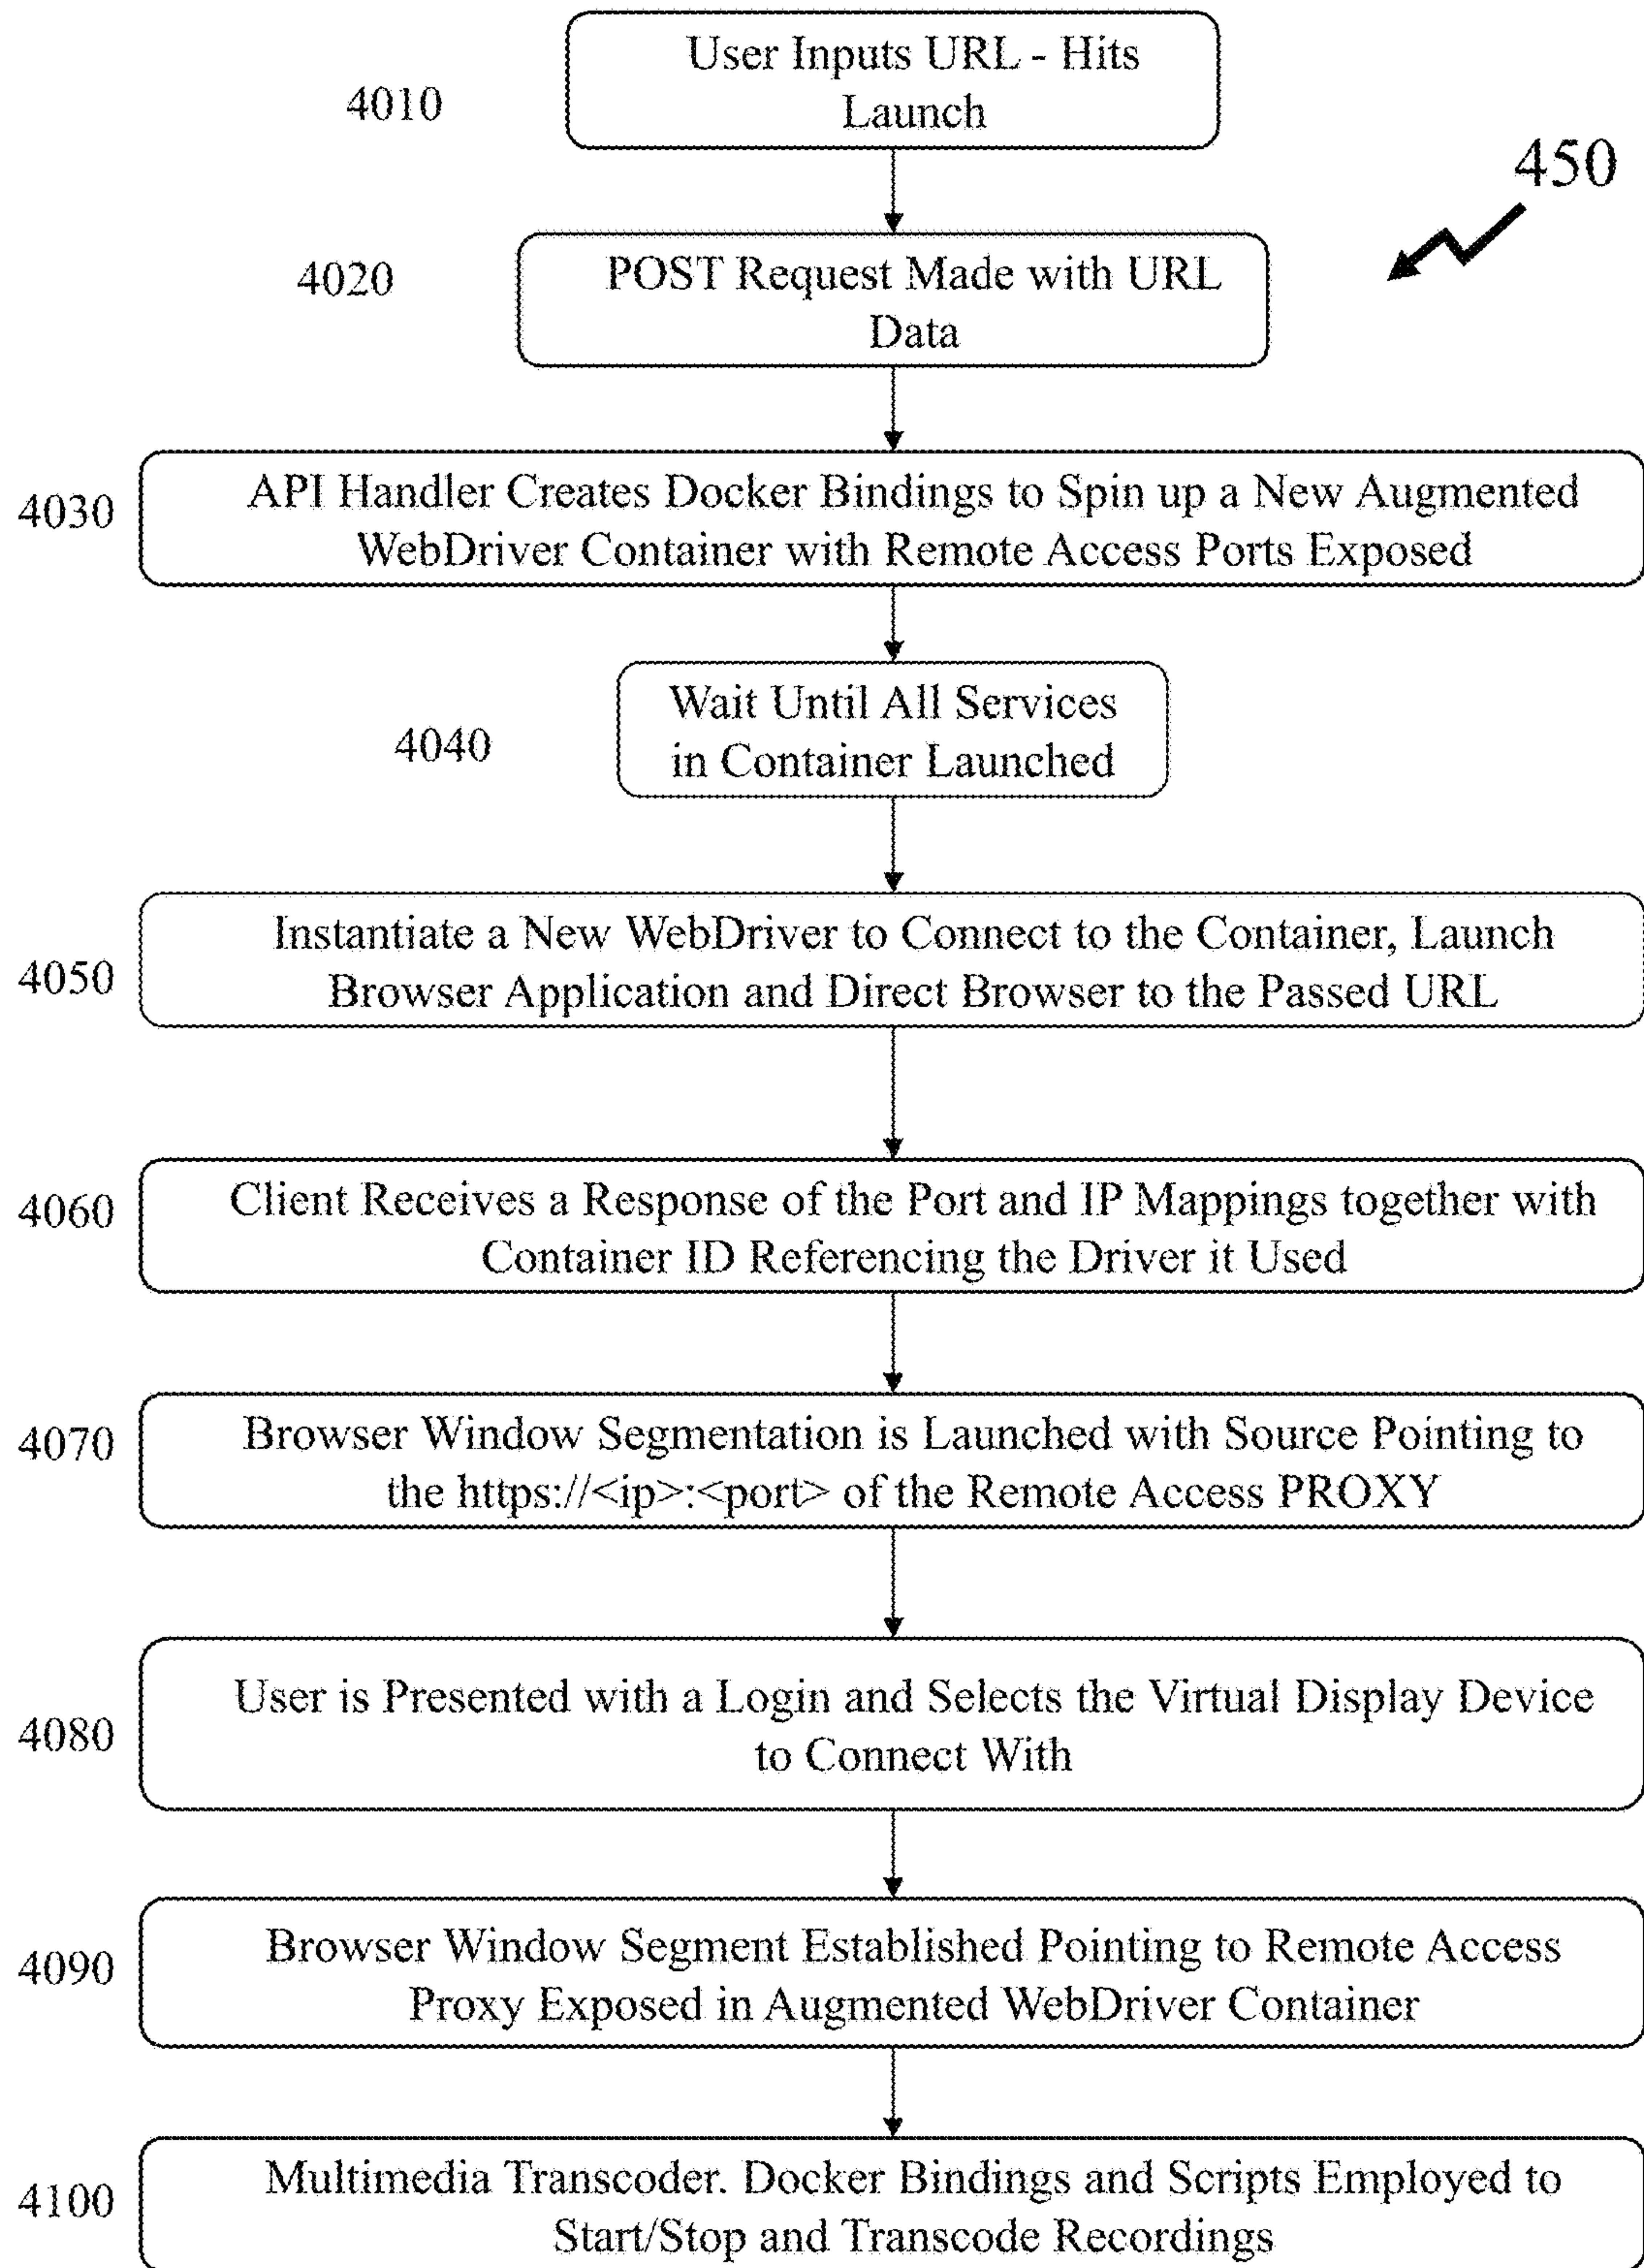 User Inputs URL - Hits
Launch
4010
450
POST Request Made with URL
Data
4020
API Handler Creates Docker Bindings to Spin up a New Augmented
WebDriver Container with Remote Access Ports Exposed
4030
Wait Until All Services
in Container Launched
4040
Instantiate a New WebDriver to Connect to the Container, Launch
Browser Application and Direct Browser to the Passed URL
4050
Client Receives a Response of the Port and IP Mappings together with
Container ID Referencing the Driver it Used
4060
Browser Window Segmentation is Launched with Source Pointing to
the https://<ip>:<port> of the Remote Access PROXY
4070
User is Presented with a Login and Selects the Virtual Display Device
to Connect With
4080
Browser Window Segment Established Pointing to Remote Access
Proxy Exposed in Augmented WebDriver Container
4090
Multimedia Transcoder. Docker Bindings and Scripts Employed to
Start/Stop and Transcode Recordings
4100